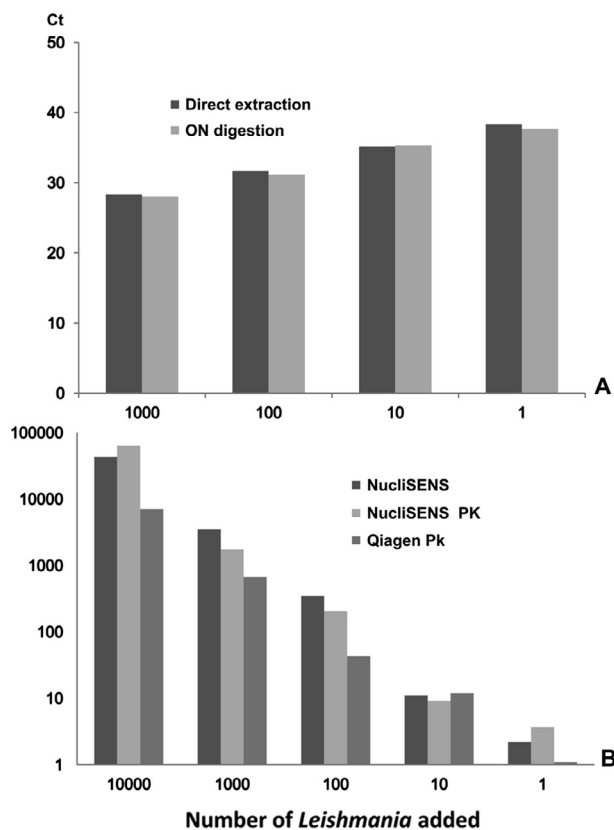 Ct
50
40
30
20
10
0
Direct extraction
ON digestion
1000 100 10 1
A
100000
10000
1000
100
10
1
NucliSENS
NucliSENS PK
Qiagen Pk
10000 1000 100 10 1
B
Number of Leishmania added